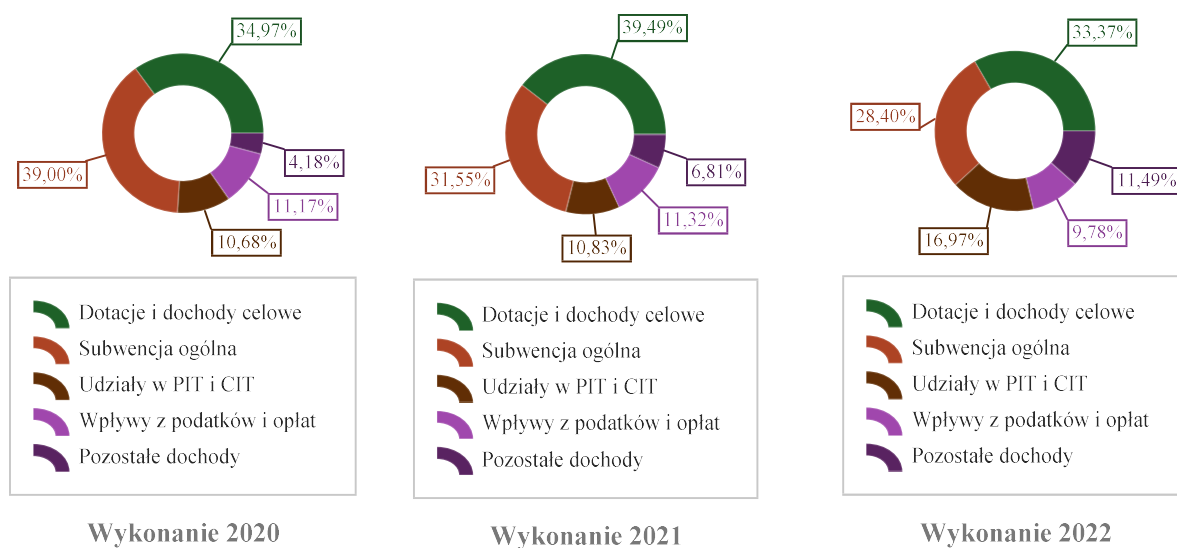 34,97%
39,00%
4,18%
11,17%
10,68%
Dotacje i dochody celowe
Subwencja ogólna
Udziały w PIT i CIT
Wpływy z podatków i opłat
Pozostałe dochody
Wykonanie 2020
39,49%
31,55%
6,81%
11,32%
10,83%
Dotacje i dochody celowe
Subwencja ogólna
Udziały w PIT i CIT
Wpływy z podatków i opłat
Pozostałe dochody
Wykonanie 2021
33,37%
28,40%
11,49%
9,78%
16,97%
Dotacje i dochody celowe
Subwencja ogólna
Udziały w PIT i CIT
Wpływy z podatków i opłat
Pozostałe dochody
Wykonanie 2022